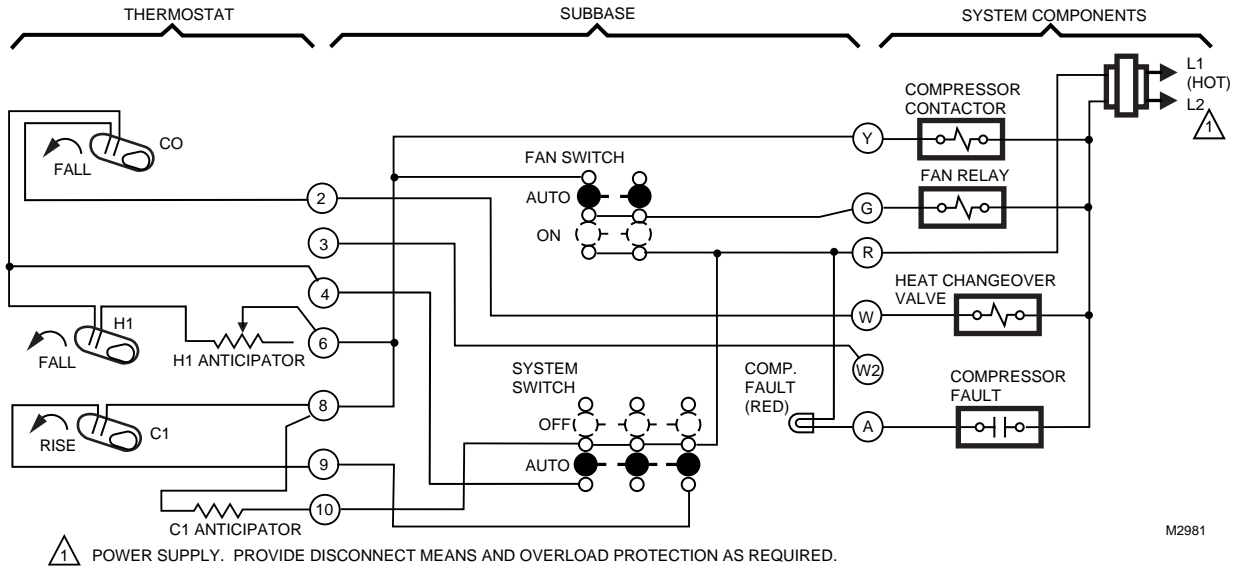 THERMOSTAT
SUBBASE
SYSTEM COMPONENTS
L1
(HOT)
L2
1
COMPRESSOR
CONTACTOR
CO
FALL
Y
FAN SWITCH
FAN RELAY
AUTO
2
G
ON
3
R
HEAT CHANGEOVER
VALVE
4
W
H1
FALL
H1 ANTICIPATOR
6
SYSTEM
SWITCH
COMP.
FAULT
(RED)
W2
COMPRESSOR
FAULT
8
OFF
A
RISE
C1
9
AUTO
10
C1 ANTICIPATOR
M2981
1 POWER SUPPLY. PROVIDE DISCONNECT MEANS AND OVERLOAD PROTECTION AS REQUIRED.